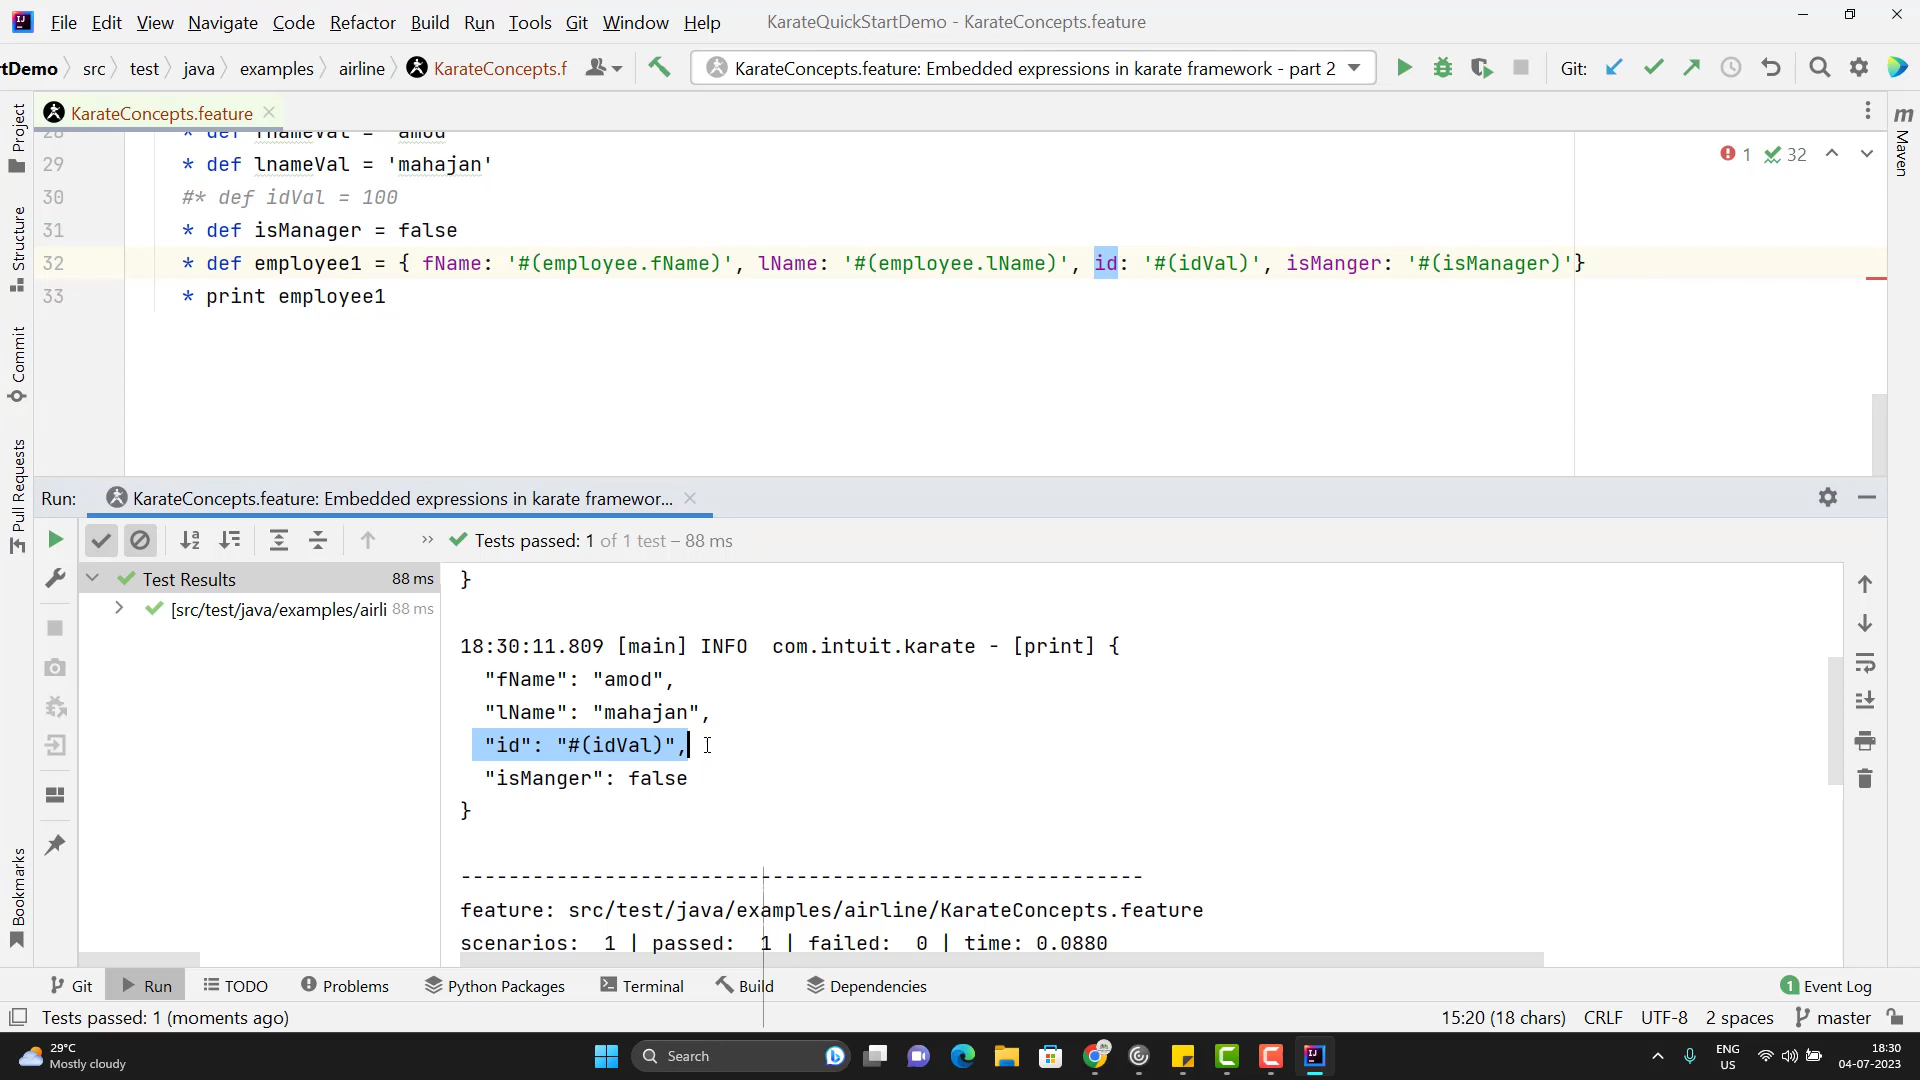 File Edit View Navigate Code Refactor Build Run Tools Git Window Help KarateQuickStartDemo - KarateConcepts.feature
rtDemo src test java examples airline KarateConcepts.f KarateConcepts.feature: Embedded expressions in karate framework - part 2 Git:
KarateConcepts.feature
28 * def fnameVal = 'amod'
29 * def lnameVal = 'mahajan'
30 #* def idVal = 100
31 * def isManager = false
32 * def employee1 = { fName: '#(employee.fName)', lName: '#(employee.lName)', id: '#(idVal)', isManger: '#(isManager)'}
33 * print employee1
1 32
Project
Structure
Commit
Pull Requests
Bookmarks
Maven
Run: KarateConcepts.feature: Embedded expressions in karate framewor...
Tests passed: 1 of 1 test – 88 ms
Test Results 88 ms
[src/test/java/examples/airli 88 ms
}
18:30:11.809 [main] INFO com.intuit.karate - [print] {
"fName": "amod",
"lName": "mahajan",
"id": "#(idVal)",
"isManger": false
}
---------------------------------------------------------
feature: src/test/java/examples/airline/KarateConcepts.feature
scenarios: 1 | passed: 1 | failed: 0 | time: 0.0880
Git Run TODO Problems Python Packages Terminal Build Dependencies 1 Event Log
Tests passed: 1 (moments ago) 15:20 (18 chars) CRLF UTF-8 2 spaces master
29°C
Mostly cloudy
Search
ENG
US
18:30
04-07-2023